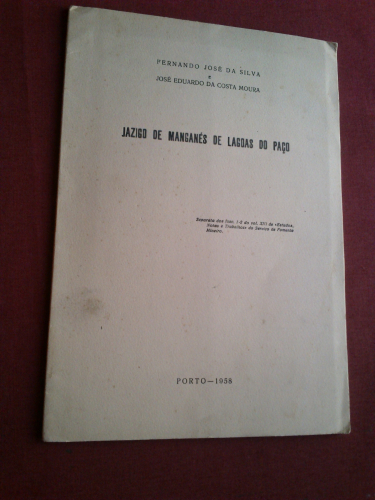 FERNANDO JOSÉ DA SILVA
e
JOSÉ EDUARDO DA COSTA MOURA
JAZIGO DE MANGANÉS DE LAGOAS DO PAÇO
Separata dos fasc. 1-2 do vol. XII de «Estudos,
Notas e Trabalhos» do Serviço de Fomento
Mineiro.
PORTO—1958